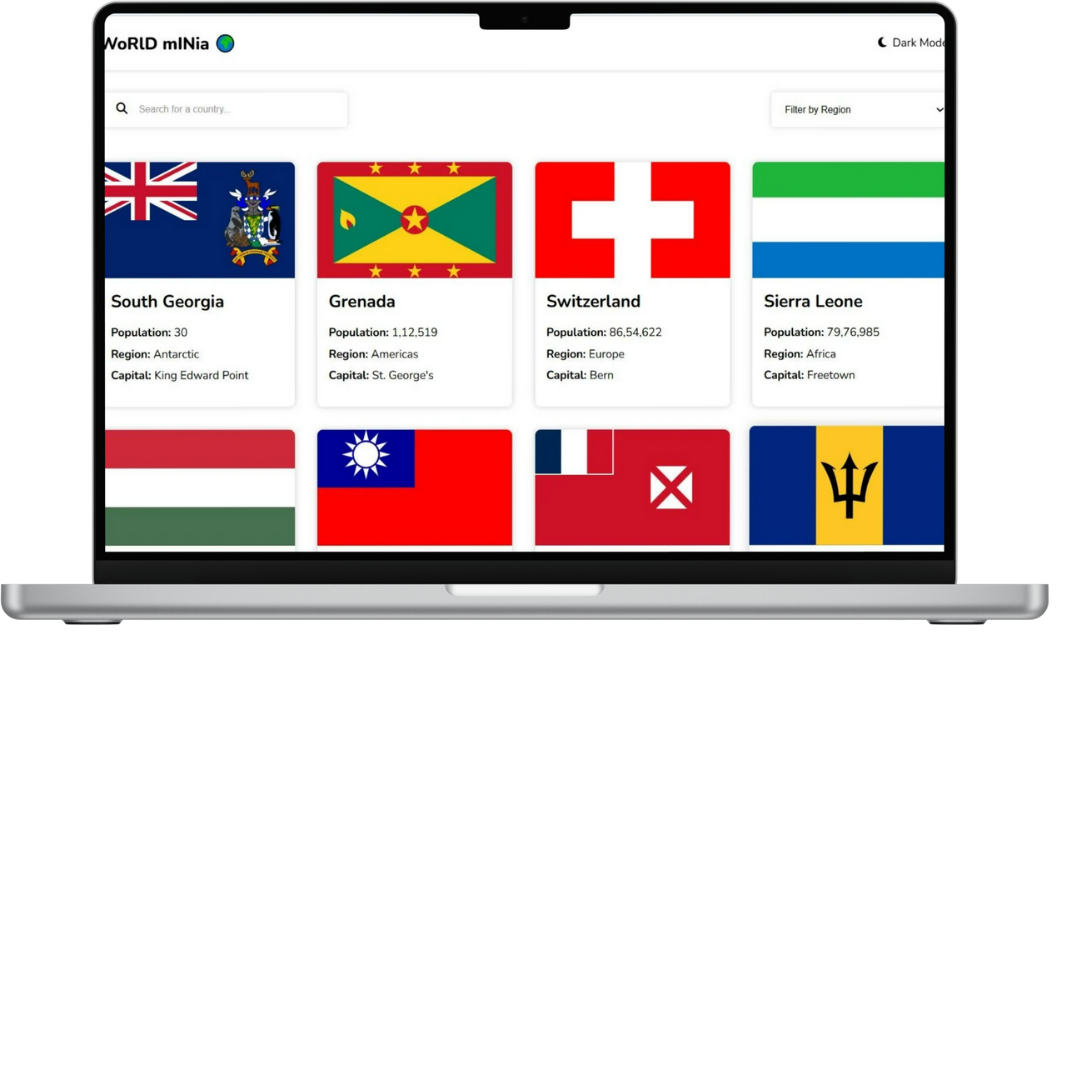 WoRlD mINia
Dark Mode
Search for a country...
Filter by Region
South Georgia
Population: 30
Region: Antarctic
Capital: King Edward Point
Grenada
Population: 1,12,519
Region: Americas
Capital: St. George's
Switzerland
Population: 86,54,622
Region: Europe
Capital: Bern
Sierra Leone
Population: 79,76,985
Region: Africa
Capital: Freetown